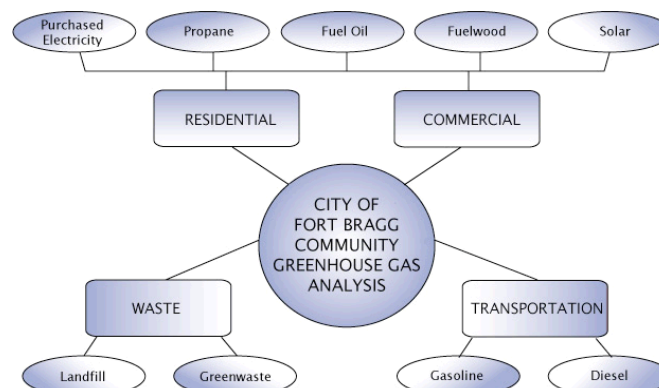 Purchased
Electricity
Propane
Fuel Oil
Fuelwood
Solar
RESIDENTIAL
COMMERCIAL
CITY OF
FORT BRAGG
COMMUNITY
GREENHOUSE GAS
ANALYSIS
WASTE
TRANSPORTATION
Landfill
Greenwaste
Gasoline
Diesel